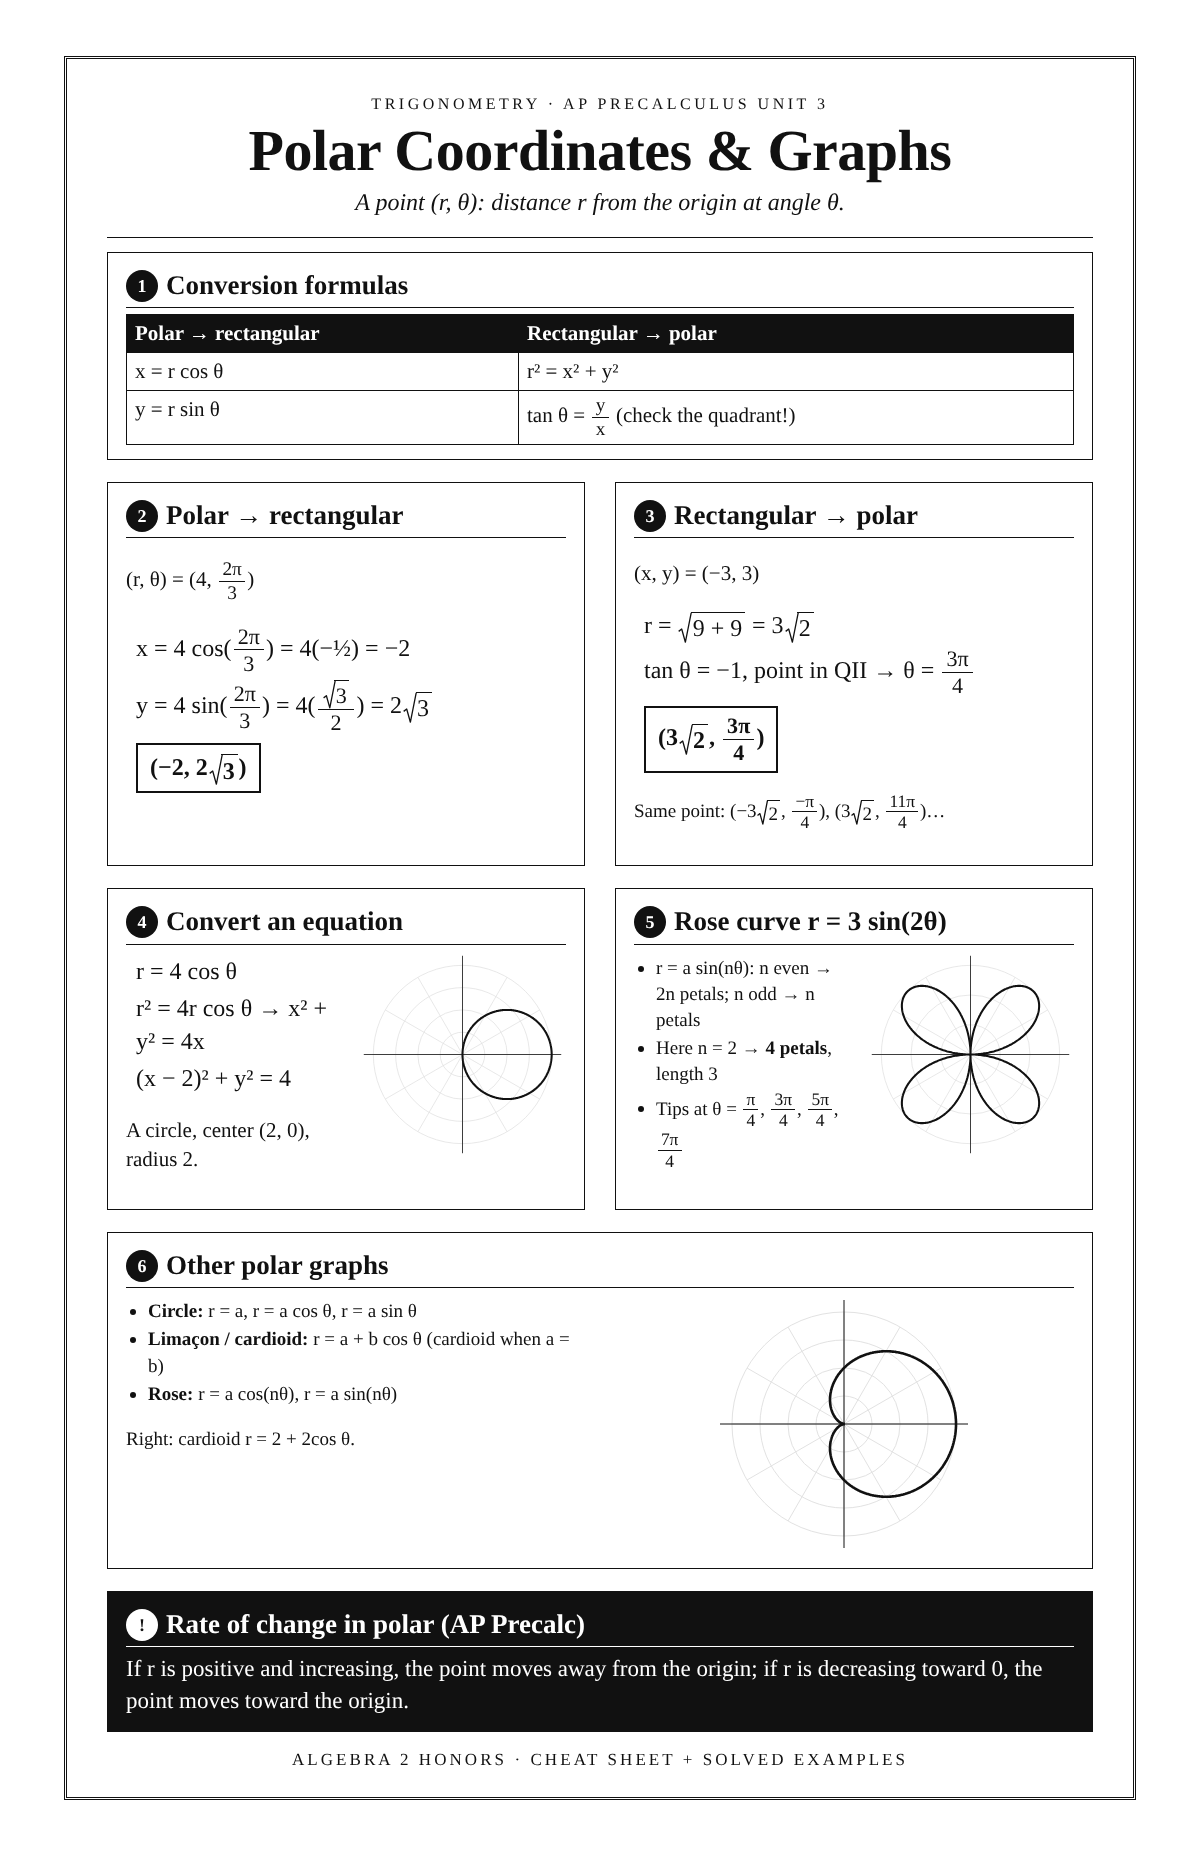 TRIGONOMETRY · AP PRECALCULUS UNIT 3
Polar Coordinates & Graphs
A point (r, θ): distance r from the origin at angle θ.
1 Conversion formulas
Polar → rectangular | Rectangular → polar
x = r cos θ | r² = x² + y²
y = r sin θ | tan θ = y/x (check the quadrant!)
2 Polar → rectangular
(r, θ) = (4, 2π/3)
x = 4 cos(2π/3) = 4(−½) = −2
y = 4 sin(2π/3) = 4(√3/2) = 2√3
(−2, 2√3)
3 Rectangular → polar
(x, y) = (−3, 3)
r = √9 + 9 = 3√2
tan θ = −1, point in QII → θ = 3π/4
(3√2, 3π/4)
Same point: (−3√2, −π/4), (3√2, 11π/4)…
4 Convert an equation
r = 4 cos θ
r² = 4r cos θ → x² +
y² = 4x
(x − 2)² + y² = 4
A circle, center (2, 0),
radius 2.
5 Rose curve r = 3 sin(2θ)
• r = a sin(nθ): n even →
2n petals; n odd → n
petals
• Here n = 2 → 4 petals,
length 3
• Tips at θ = π/4, 3π/4, 5π/4,
7π/4
6 Other polar graphs
• Circle: r = a, r = a cos θ, r = a sin θ
• Limaçon / cardioid: r = a + b cos θ (cardioid when a =
b)
• Rose: r = a cos(nθ), r = a sin(nθ)
Right: cardioid r = 2 + 2cos θ.
! Rate of change in polar (AP Precalc)
If r is positive and increasing, the point moves away from the origin; if r is decreasing toward 0, the
point moves toward the origin.
ALGEBRA 2 HONORS · CHEAT SHEET + SOLVED EXAMPLES